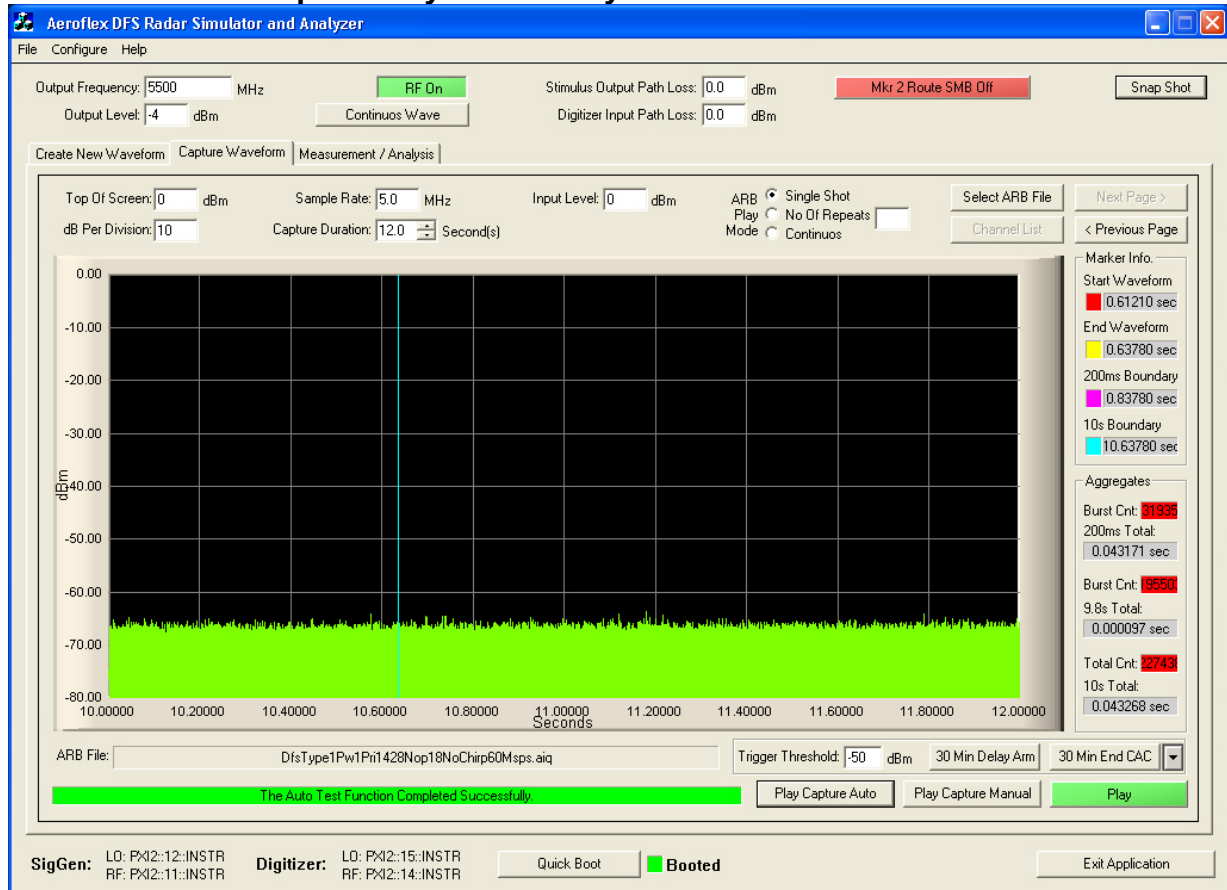 Aeroflex DFS Radar Simulator and Analyzer
File Configure Help
Output Frequency: 5500 MHz
RF On
Stimulus Output Path Loss: 0.0 dBm
Mkr 2 Route SMB Off
Snap Shot
Output Level: -4 dBm
Continuos Wave
Digitizer Input Path Loss: 0.0 dBm
Create New Waveform Capture Waveform Measurement / Analysis
Top Of Screen: 0 dBm
Sample Rate: 5.0 MHz
Input Level: 0 dBm
ARB Play Mode
Single Shot
No Of Repeats
Continuos
Select ARB File
Next Page >
dB Per Division: 10
Capture Duration: 12.0 Second(s)
Channel List
< Previous Page
0.00
-10.00
-20.00
-30.00
-50.00
-60.00
-70.00
-80.00
dBm
10.00000 10.20000 10.40000 10.60000 10.80000 11.00000 11.20000 11.40000 11.60000 11.80000 12.00000
Seconds
Marker Info.
Start Waveform
0.61210 sec
End Waveform
0.63780 sec
200ms Boundary
0.83780 sec
10s Boundary
10.63780 sec
Aggregates
Burst Cnt: 31935
200ms Total:
0.043171 sec
Burst Cnt:
9.8s Total:
0.000097 sec
Total Cnt:
10s Total:
0.043268 sec
ARB File: DfsType1Pw1Pri1428Nop18NoChirp60Msps.aiq
Trigger Threshold: -50 dBm
30 Min Delay Arm
30 Min End CAC
The Auto Test Function Completed Successfully.
Play Capture Auto
Play Capture Manual
Play
SigGen: LO: PXI2::12::INSTR
RF: PXI2::11::INSTR
Digitizer: LO: PXI2::15::INSTR
RF: PXI2::14::INSTR
Quick Boot
Booted
Exit Application